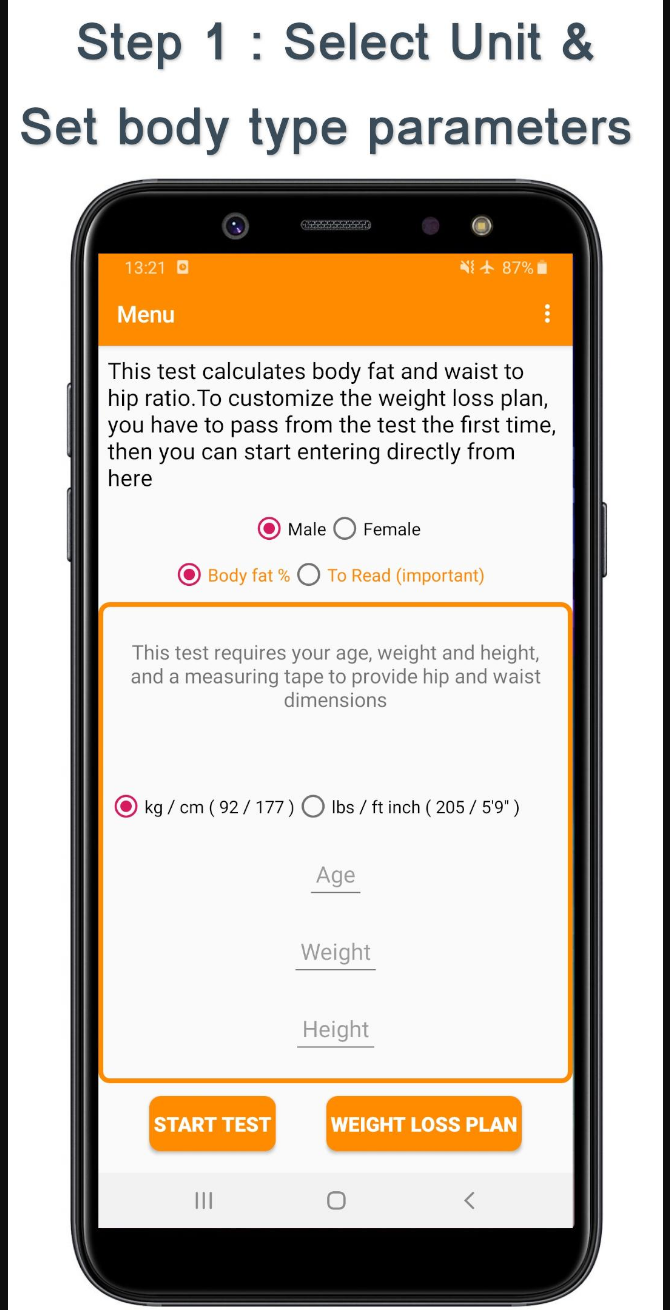 Step 1 : Select Unit &
Set body type parameters
13:21
87%
Menu
This test calculates body fat and waist to
hip ratio.To customize the weight loss plan,
you have to pass from the test the first time,
then you can start entering directly from
here
Male Female
Body fat % To Read (important)
This test requires your age, weight and height,
and a measuring tape to provide hip and waist
dimensions
kg / cm ( 92 / 177 ) lbs / ft inch ( 205 / 5'9" )
Age
Weight
Height
START TEST WEIGHT LOSS PLAN